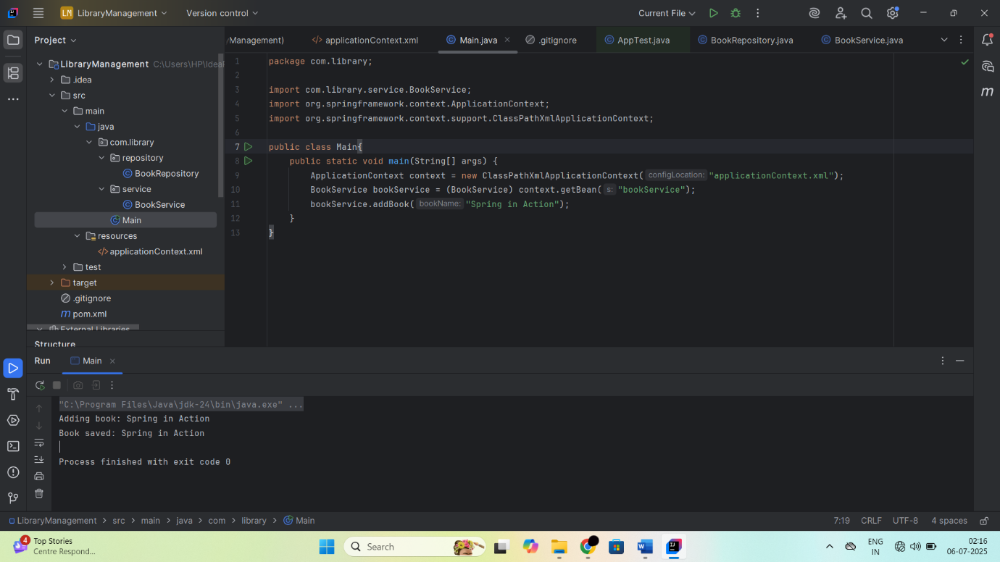 LM LibraryManagement Version control Current File
Project
/Management) applicationContext.xml Main.java .gitignore AppTest.java BookRepository.java BookService.java
LibraryManagement C:\Users\HP\IdeaP
.idea
src
main
java
com.library
repository
BookRepository
service
BookService
Main
resources
applicationContext.xml
test
target
.gitignore
pom.xml
External Libraries
Structure
1 package com.library;
2
3 import com.library.service.BookService;
4 import org.springframework.context.ApplicationContext;
5 import org.springframework.context.support.ClassPathXmlApplicationContext;
6
7 public class Main{
8 public static void main(String[] args) {
9 ApplicationContext context = new ClassPathXmlApplicationContext( configLocation: "applicationContext.xml");
10 BookService bookService = (BookService) context.getBean( s: "bookService");
11 bookService.addBook( bookName: "Spring in Action");
12 }
13 }
Run Main
"C:\Program Files\Java\jdk-24\bin\java.exe" ...
Adding book: Spring in Action
Book saved: Spring in Action
Process finished with exit code 0
LibraryManagement > src > main > java > com > library > Main 7:19 CRLF UTF-8 4 spaces
4 Top Stories
Centre Respond...
Search
ENG
IN
02:16
06-07-2025